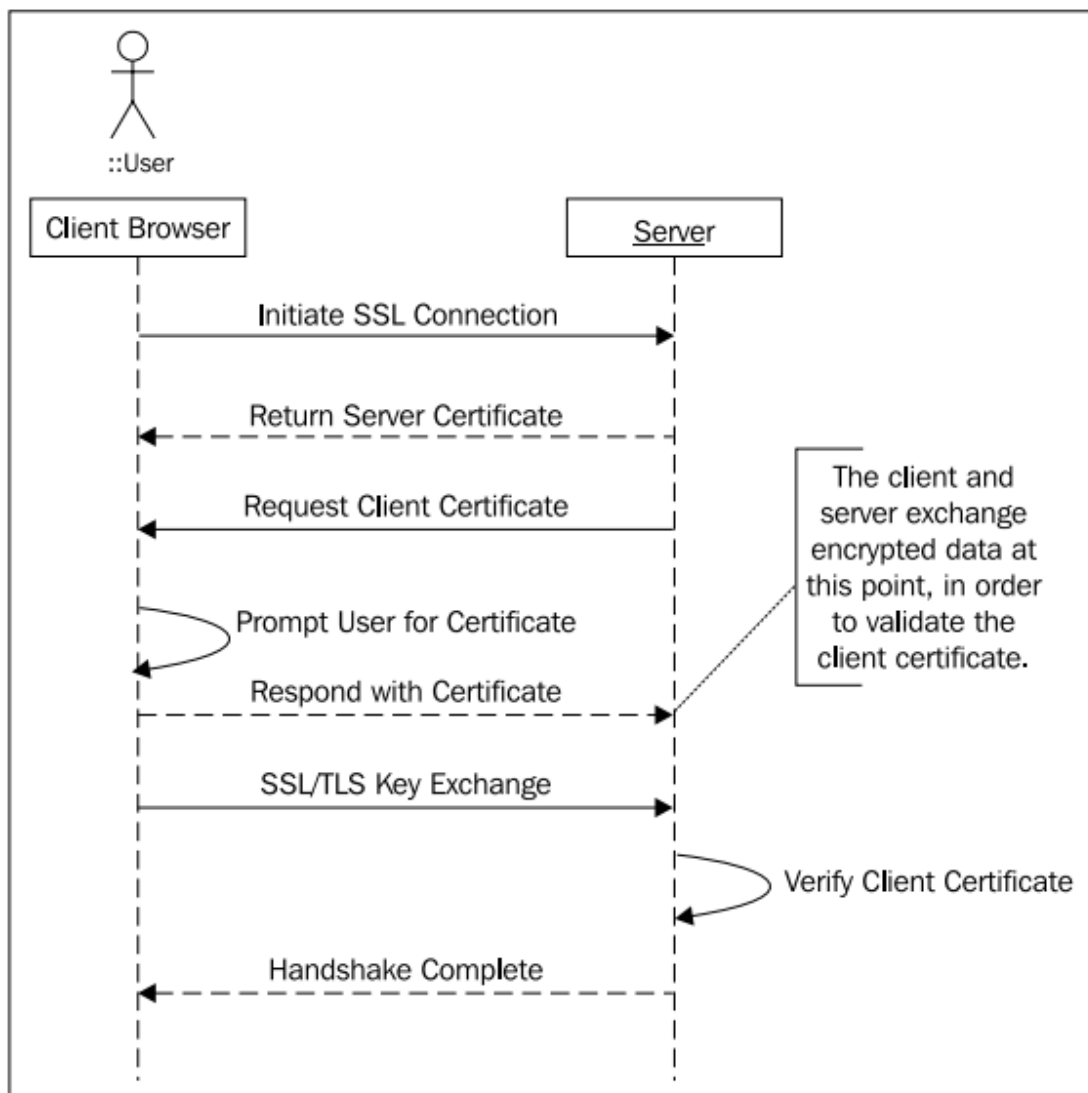 ::User
Client Browser
Server
Initiate SSL Connection
Return Server Certificate
Request Client Certificate
The client and
server exchange
encrypted data at
this point, in order
to validate the
client certificate.
Prompt User for Certificate
Respond with Certificate
SSL/TLS Key Exchange
Verify Client Certificate
Handshake Complete